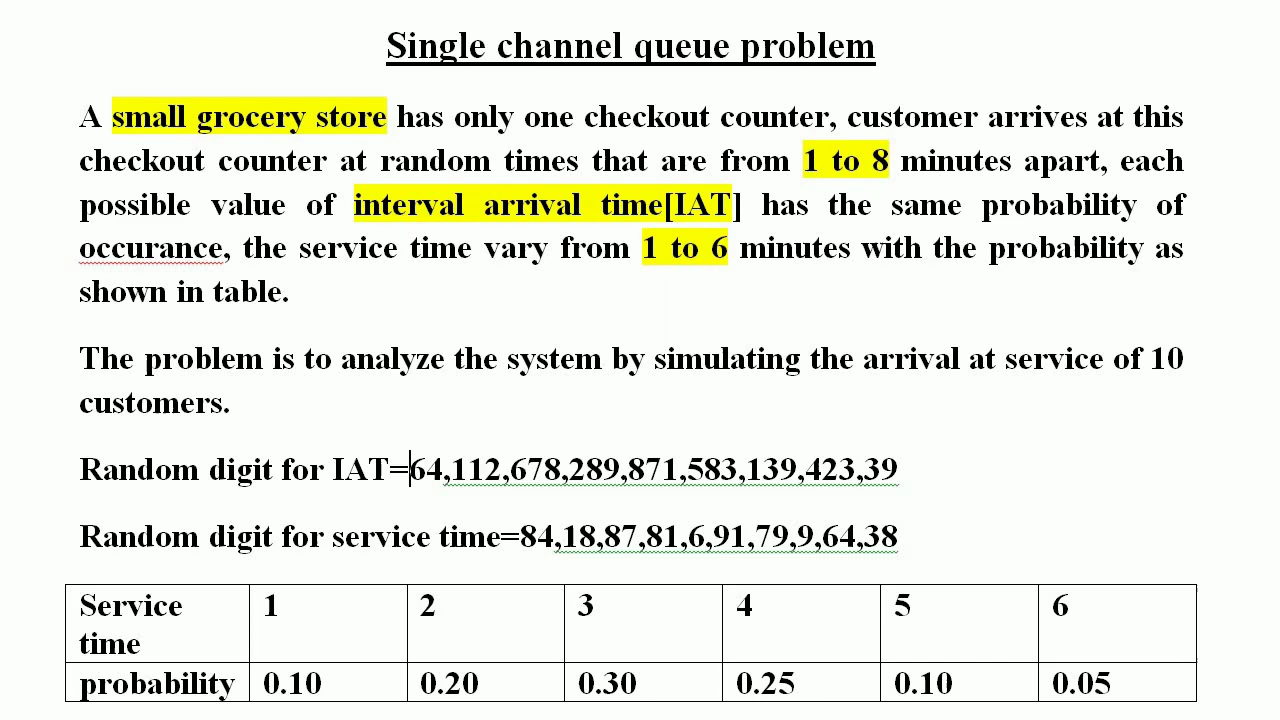 Single channel queue problem
A small grocery store has only one checkout counter, customer arrives at this
checkout counter at random times that are from 1 to 8 minutes apart, each
possible value of interval arrival time[IAT] has the same probability of
occurance, the service time vary from 1 to 6 minutes with the probability as
shown in table.
The problem is to analyze the system by simulating the arrival at service of 10
customers.
Random digit for IAT=64,112,678,289,871,583,139,423,39
Random digit for service time=84,18,87,81,6,91,79,9,64,38
Service time 1 2 3 4 5 6
probability 0.10 0.20 0.30 0.25 0.10 0.05